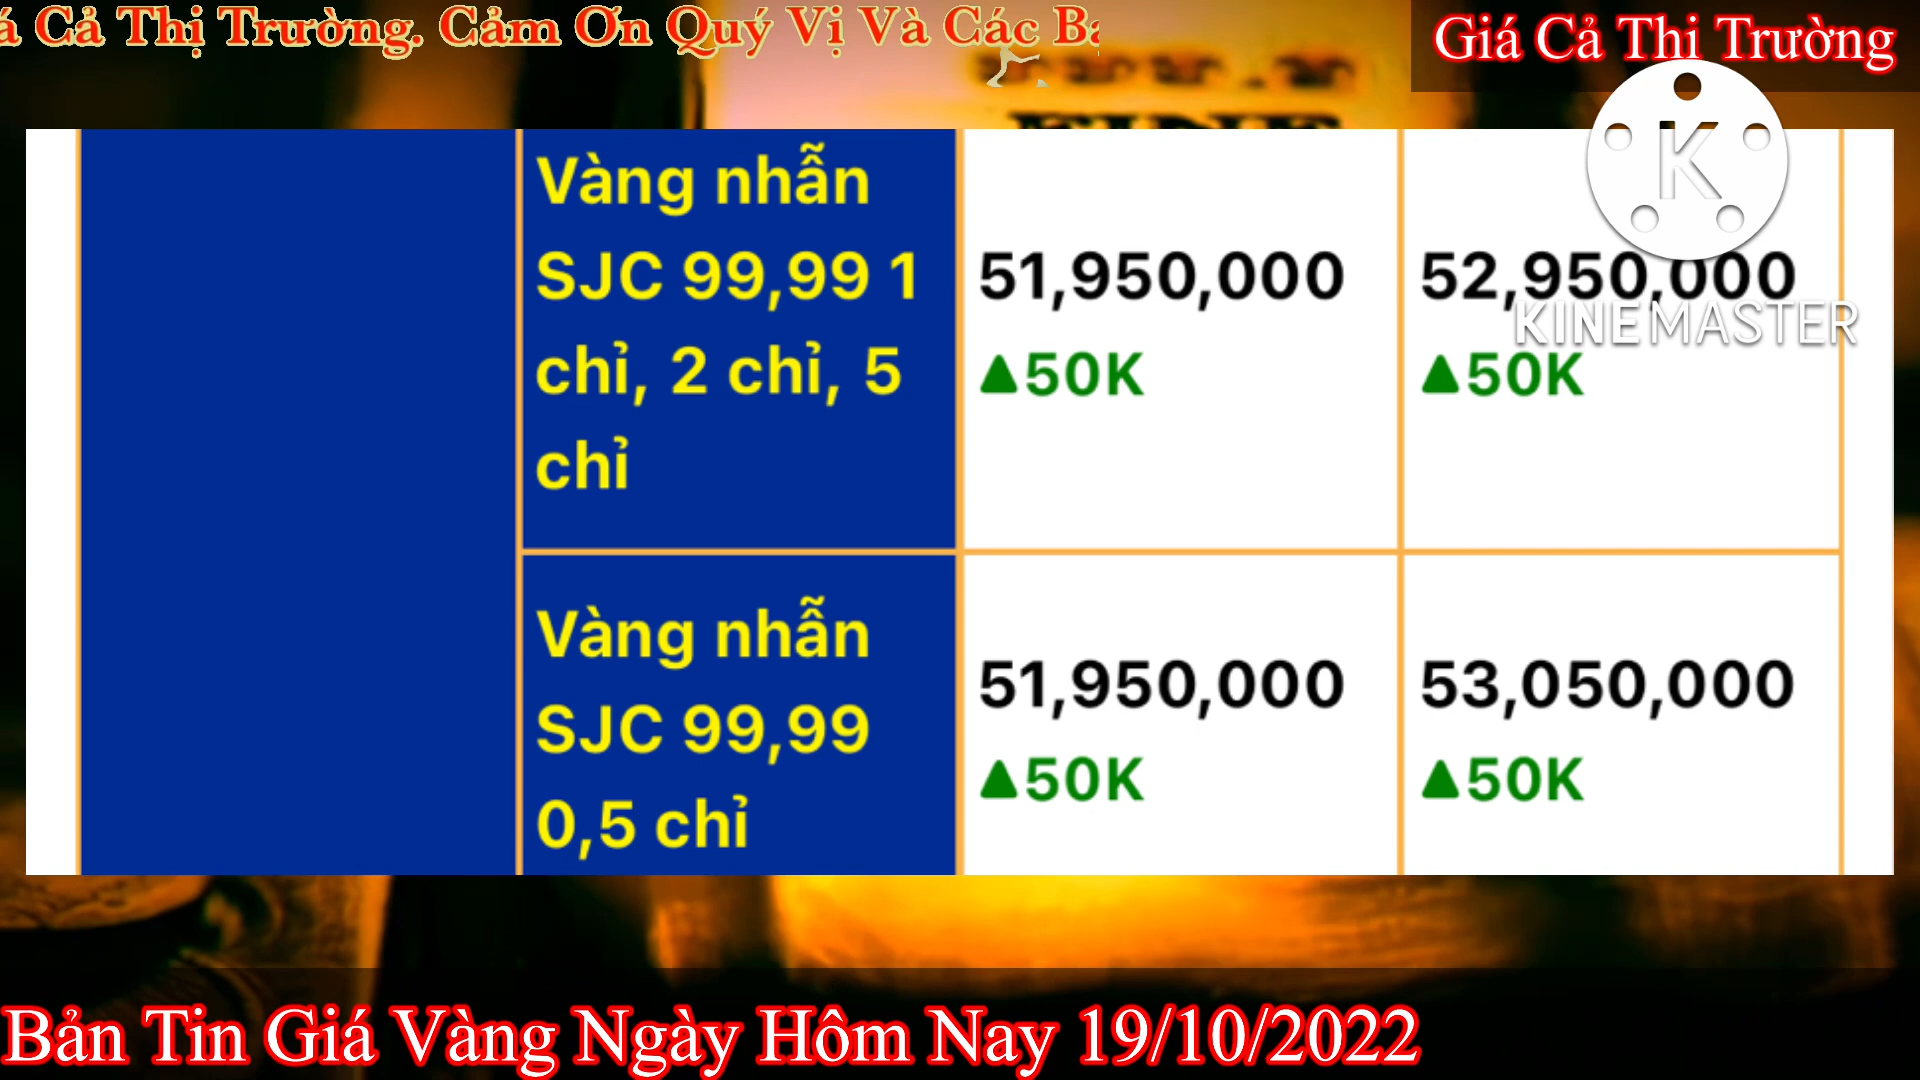 Cả Thị Trường. Cảm Ơn Quý Vị Và Các
Giá Cả Thị Trường
K
KINEMASTER
Vàng nhẫn
SJC 99,99 1
chỉ, 2 chỉ, 5
chỉ
51,950,000
▲50K
52,950,000
▲50K
Vàng nhẫn
SJC 99,99
0,5 chỉ
51,950,000
▲50K
53,050,000
▲50K
Bản Tin Giá Vàng Ngày Hôm Nay 19/10/2022